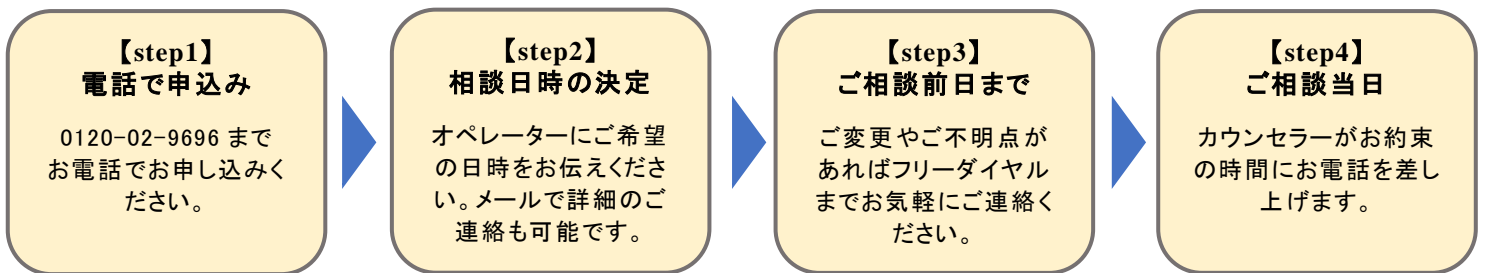 【step1】
電話で申込み
0120-02-9696 まで
お電話でお申し込みく
ださい。
【step2】
相談日時の決定
オペレーターにご希望
の日時をお伝えくださ
い。メールで詳細のご
連絡も可能です。
【step3】
ご相談前日まで
ご変更やご不明点が
あればフリーダイヤル
までお気軽にご連絡く
ださい。
【step4】
ご相談当日
カウンセラーがお約束
の時間にお電話を差し
上げます。